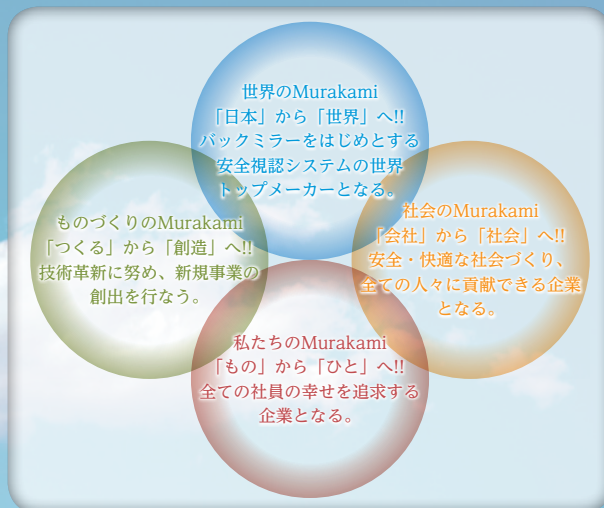 世界のMurakami
「日本」から「世界」へ!!
バックミラーをはじめとする
安全視認システムの世界
トップメーカーとなる。
ものづくりのMurakami
「つくる」から「創造」へ!!
技術革新に努め、新規事業の
創出を行なう。
社会のMurakami
「会社」から「社会」へ!!
安全・快適な社会づくり、
全ての人々に貢献できる企業
となる。
私たちのMurakami
「もの」から「ひと」へ!!
全ての社員の幸せを追求する
企業となる。